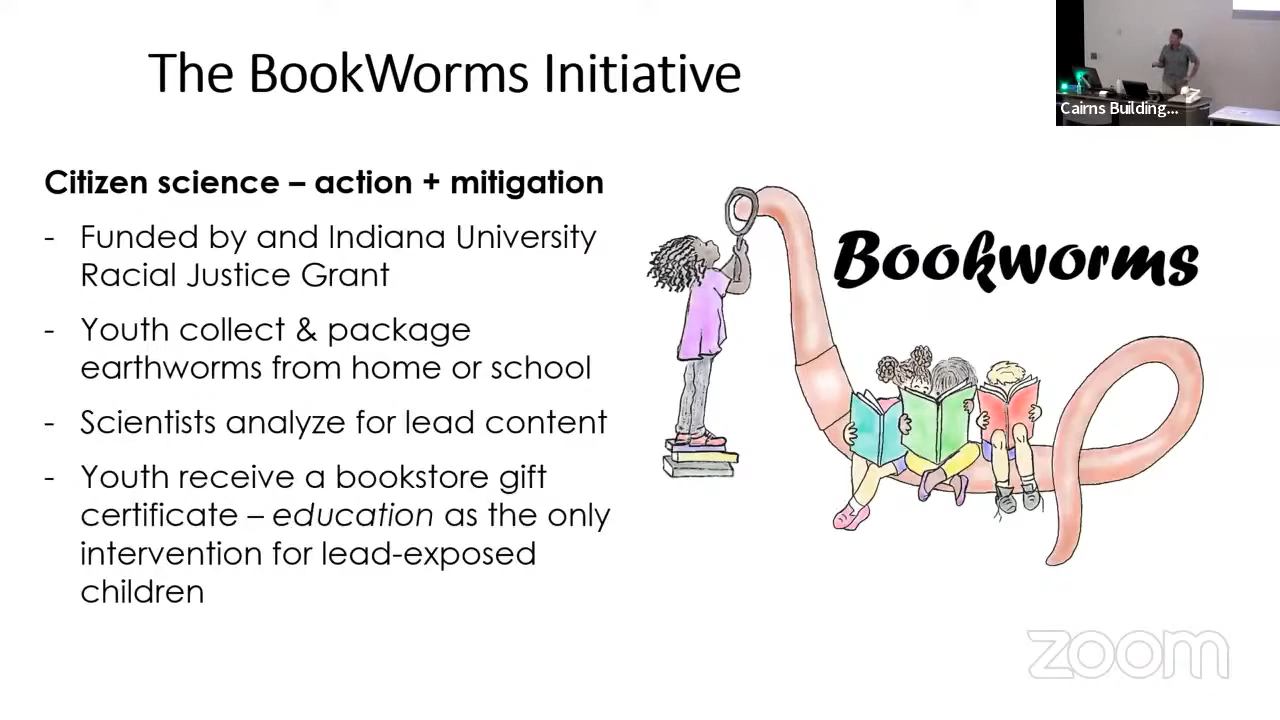 The BookWorms Initiative
Cairns Building...
Citizen science – action + mitigation
- Funded by and Indiana University
Racial Justice Grant
- Youth collect & package
earthworms from home or school
- Scientists analyze for lead content
- Youth receive a bookstore gift
certificate – education as the only
intervention for lead-exposed
children
Bookworms
zoom